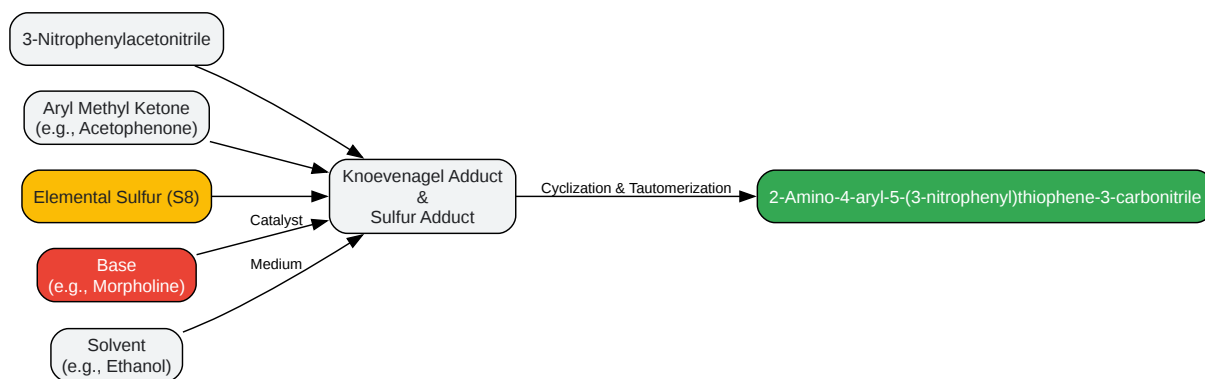 3-Nitrophenylacetonitrile
Aryl Methyl Ketone
(e.g., Acetophenone)
Elemental Sulfur (S8)
Catalyst
Base
(e.g., Morpholine)
Medium
Solvent
(e.g., Ethanol)
Knoevenagel Adduct
&
Sulfur Adduct
Cyclization & Tautomerization
2-Amino-4-aryl-5-(3-nitrophenyl)thiophene-3-carbonitrile